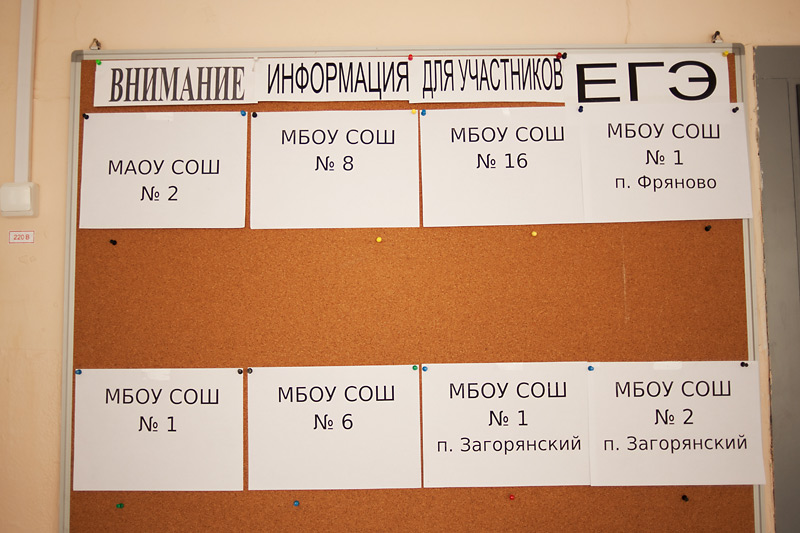 ВНИМАНИЕ ИНФОРМАЦИЯ ДЛЯ УЧАСТНИКОВ ЕГЭ
МАОУ СОШ
№ 2
МБОУ СОШ
№ 8
МБОУ СОШ
№ 16
МБОУ СОШ
№ 1
п. Фряново
220 В
МБОУ СОШ
№ 1
МБОУ СОШ
№ 6
МБОУ СОШ
№ 1
п. Загорянский
МБОУ СОШ
№ 2
п. Загорянский